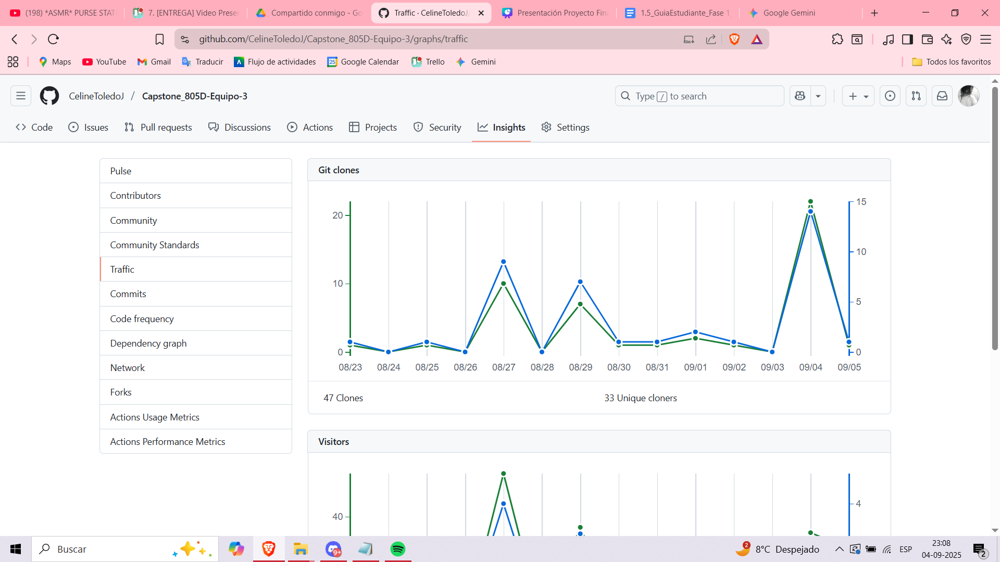 (198) *ASMR* PURSE STAT
7. [ENTREGA] Video Preser
Compartido conmigo - Go
Traffic · CelineToledoJ/
Presentación Proyecto Fina
1.5_GuiaEstudiante_Fase 1
Google Gemini
github.com/CelineToledoJ/Capstone_805D-Equipo-3/graphs/traffic
Maps
YouTube
Gmail
Traducir
Flujo de actividades
Google Calendar
Trello
Gemini
Todos los favoritos
CelineToledoJ / Capstone_805D-Equipo-3
Type / to search
Code
Issues
Pull requests
Discussions
Actions
Projects
Security
Insights
Settings
Pulse
Contributors
Community
Community Standards
Traffic
Commits
Code frequency
Dependency graph
Network
Forks
Actions Usage Metrics
Actions Performance Metrics
Git clones
20
10
0
15
10
5
0
08/23 08/24 08/25 08/26 08/27 08/28 08/29 08/30 08/31 09/01 09/02 09/03 09/04 09/05
47 Clones
33 Unique cloners
Visitors
40
4
Buscar
9+
2
8°C Despejado
ESP
23:08
04-09-2025
2